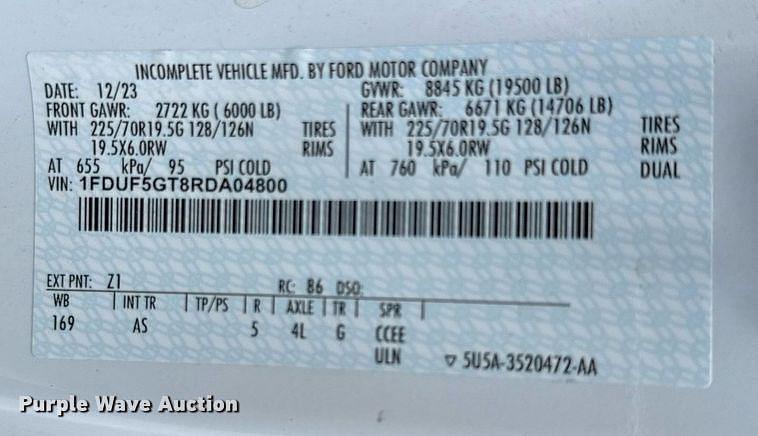 INCOMPLETE VEHICLE MFD. BY FORD MOTOR COMPANY
DATE: 12/23 GVWR: 8845 KG (19500 LB)
FRONT GAWR: 2722 KG ( 6000 LB) REAR GAWR: 6671 KG (14706 LB)
WITH 225/70R19.5G 128/126N TIRES WITH 225/70R19.5G 128/126N TIRES
19.5X6.0RW RIMS 19.5X6.0RW RIMS
AT 655 kPa/ 95 PSI COLD AT 760 kPa/ 110 PSI COLD DUAL
VIN: 1FDUF5GT8RDA04800
EXT PNT: Z1 RC: 86 DSO:
WB | INT TR | TP/PS | R | AXLE | TR | SPR |
169 AS 5 4L G CCEE
ULN ▽ 5U5A-3520472-AA
Purple Wave Auction